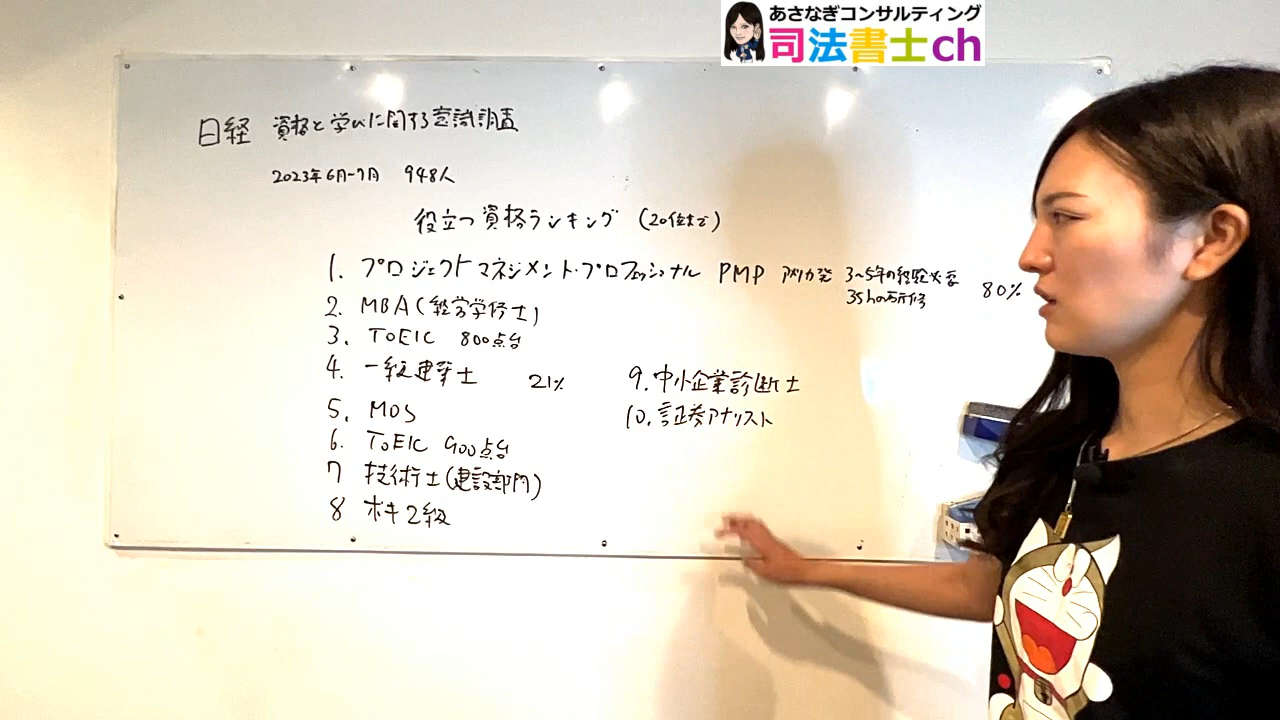 あさなぎコンサルティング
司法書士ch
日経 資格と学びに関する意識調査
2023年6月~7月 948人
役立つ資格ランキング (20位まで)
1. プロジェクトマネジメント・プロフェッショナル PMP アメリカ発 3~5年の経験必要 80%
35hの研修
2. MBA(経営学修士)
3. TOEIC 800点台
4. 一級建築士 21%
5. MOS
6. TOEIC 900点台
7 技術士(建設部門)
8 木キ2級
9. 中小企業診断士
10. 証券アナリスト